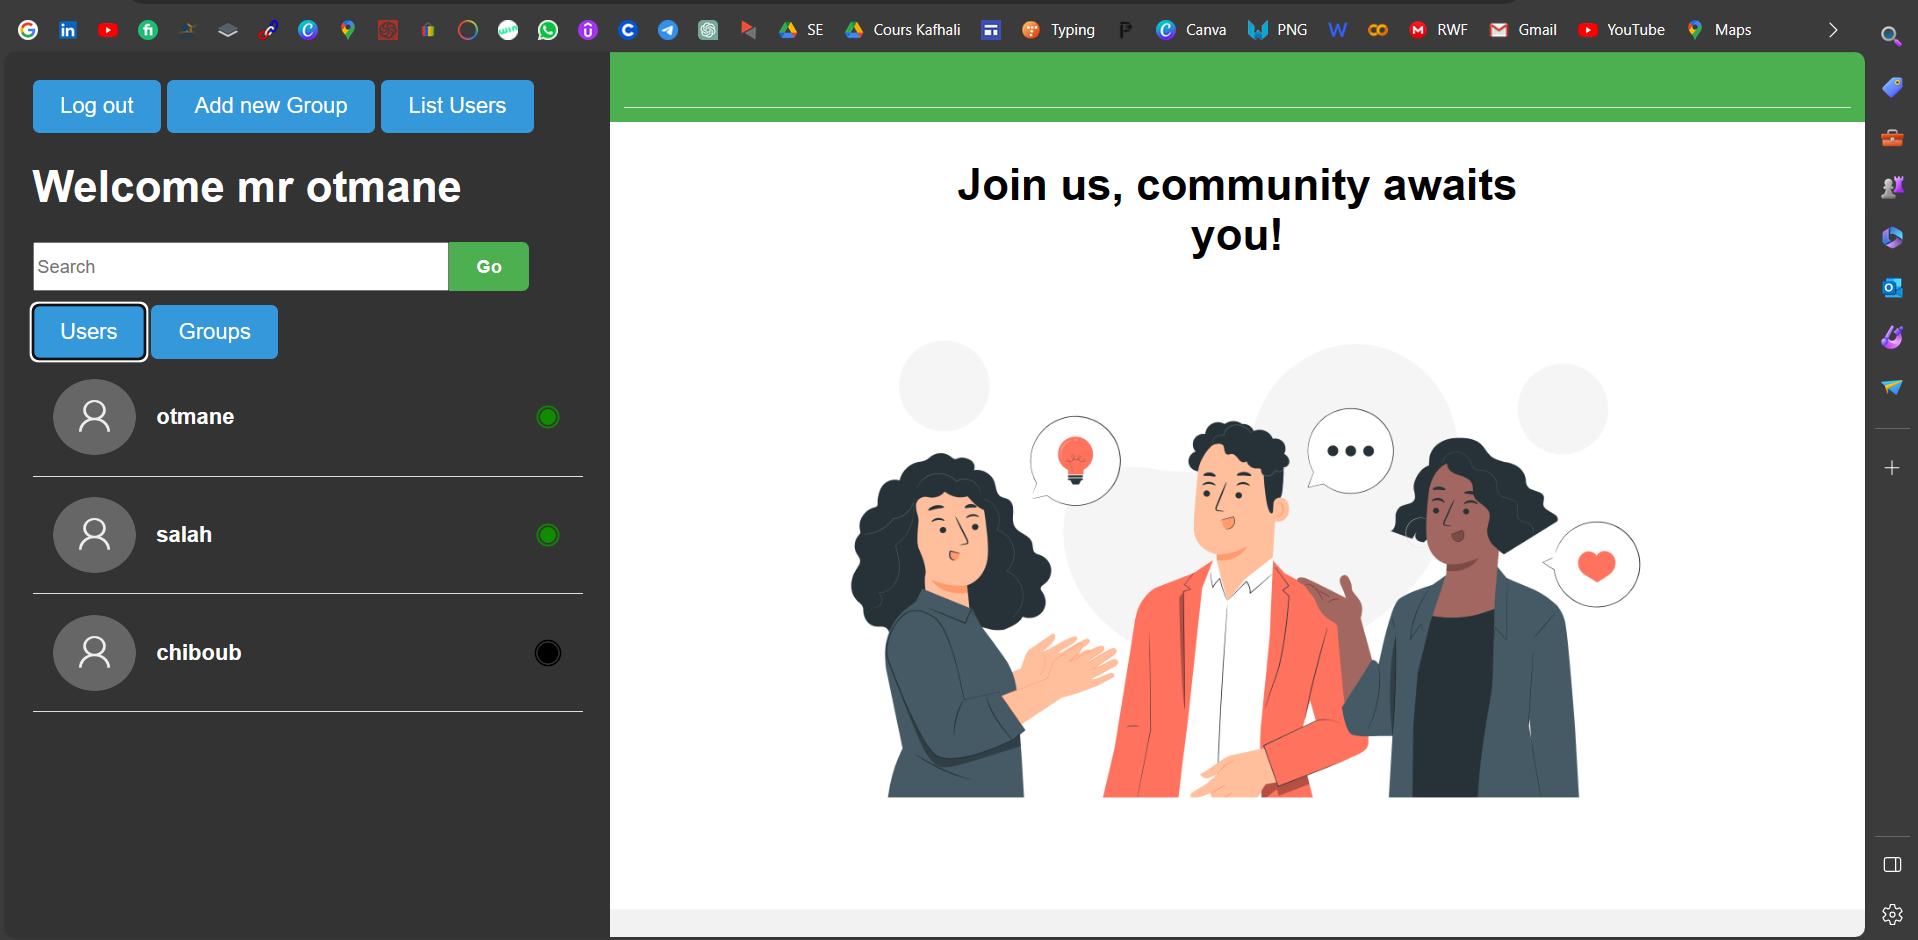 SE
Cours Kafhali
Typing
Canva
PNG
RWF
Gmail
YouTube
Maps
Log out
Add new Group
List Users
Welcome mr otmane
Search
Go
Users
Groups
otmane
salah
chiboub
Join us, community awaits
you!